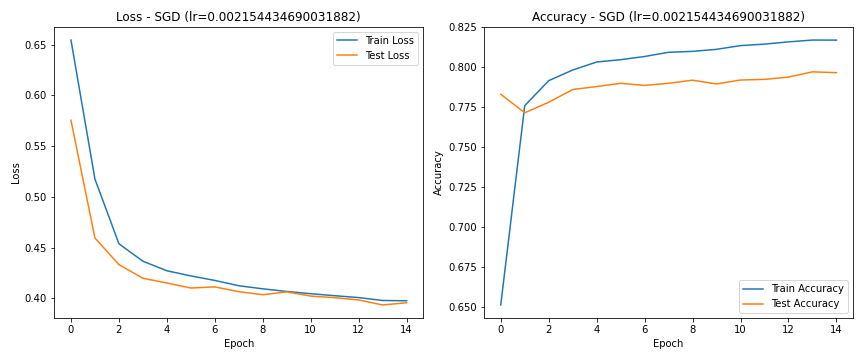 Loss - SGD (lr=0.002154434690031882)
0.65
0.60
0.55
0.50
0.45
0.40
Loss
0 2 4 6 8 10 12 14
Epoch
Train Loss
Test Loss
Accuracy - SGD (lr=0.002154434690031882)
0.825
0.800
0.775
0.750
0.725
0.700
0.675
0.650
Accuracy
0 2 4 6 8 10 12 14
Epoch
Train Accuracy
Test Accuracy